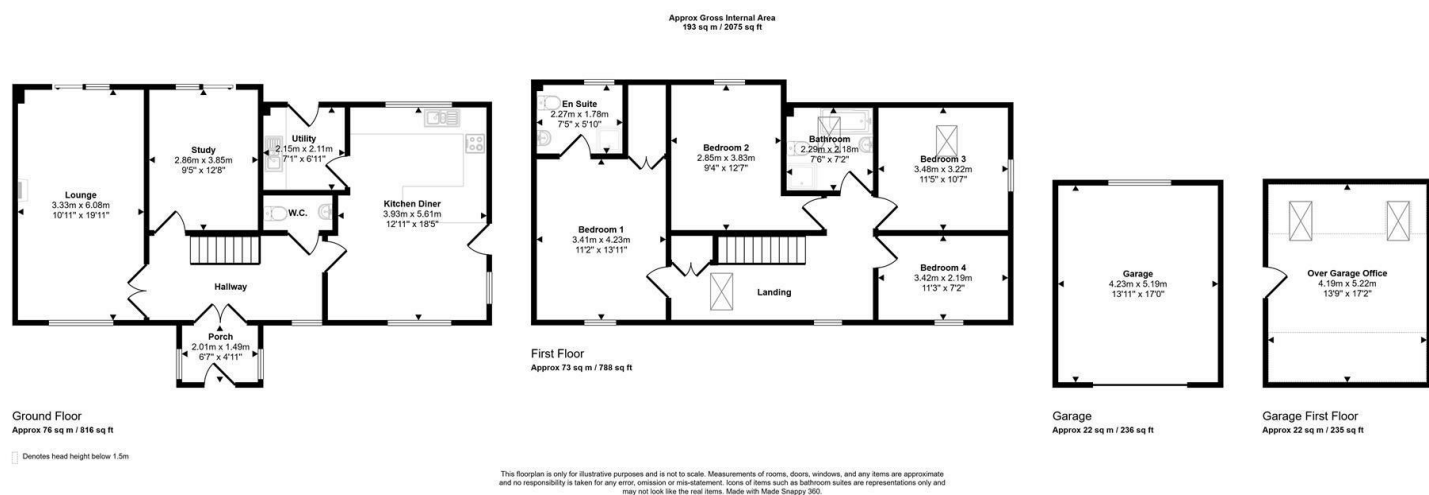 Approx Gross Internal Area
193 sq m / 2075 sq ft
Lounge
3.33m x 6.08m
10'11" x 19'11"
Study
2.86m x 3.85m
9'5" x 12'8"
Utility
2.15m x 2.11m
7'1" x 6'11"
W.C.
Kitchen Diner
3.93m x 5.61m
12'11" x 18'5"
Hallway
Porch
2.01m x 1.49m
6'7" x 4'11"
Ground Floor
Approx 76 sq m / 816 sq ft
Denotes head height below 1.5m
En Suite
2.27m x 1.78m
7'5" x 5'10"
Bedroom 1
3.41m x 4.23m
11'2" x 13'11"
Bedroom 2
2.85m x 3.83m
9'4" x 12'7"
Bathroom
2.29m x 2.18m
7'6" x 7'2"
Bedroom 3
3.48m x 3.22m
11'5" x 10'7"
Bedroom 4
3.42m x 2.19m
11'3" x 7'2"
Landing
First Floor
Approx 73 sq m / 788 sq ft
Garage
4.23m x 5.19m
13'11" x 17'0"
Garage
Approx 22 sq m / 236 sq ft
Over Garage Office
4.19m x 5.22m
13'9" x 17'2"
Garage First Floor
Approx 22 sq m / 235 sq ft
This floorplan is only for illustrative purposes and is not to scale. Measurements of rooms, doors, windows, and any items are approximate
and no responsibility is taken for any error, omission or mis-statement. Icons of items such as bathroom suites are representations only and
may not look like the real items. Made with Made Snappy 360.